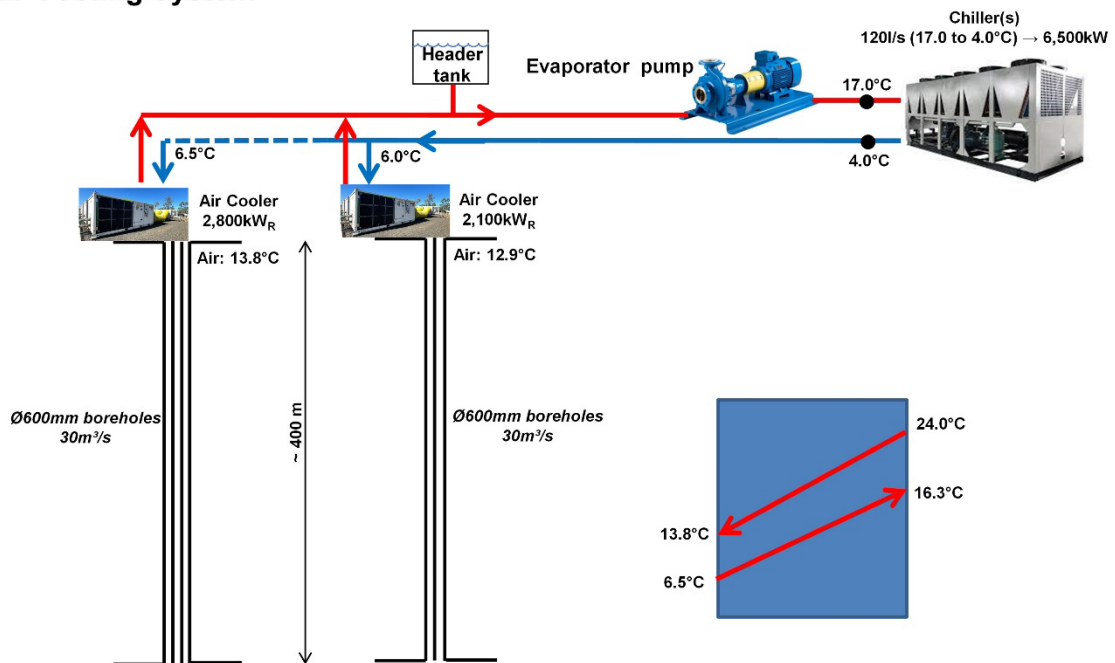 Cooling System
Chiller(s)
120l/s (17.0 to 4.0°C) → 6,500kW
Header
tank
Evaporator pump
17.0°C
4.0°C
6.5°C
6.0°C
Air Cooler
2,800kWR
Air Cooler
2,100kWR
Air: 13.8°C
Air: 12.9°C
Ø600mm boreholes
30m³/s
~ 400 m
Ø600mm boreholes
30m³/s
24.0°C
16.3°C
13.8°C
6.5°C